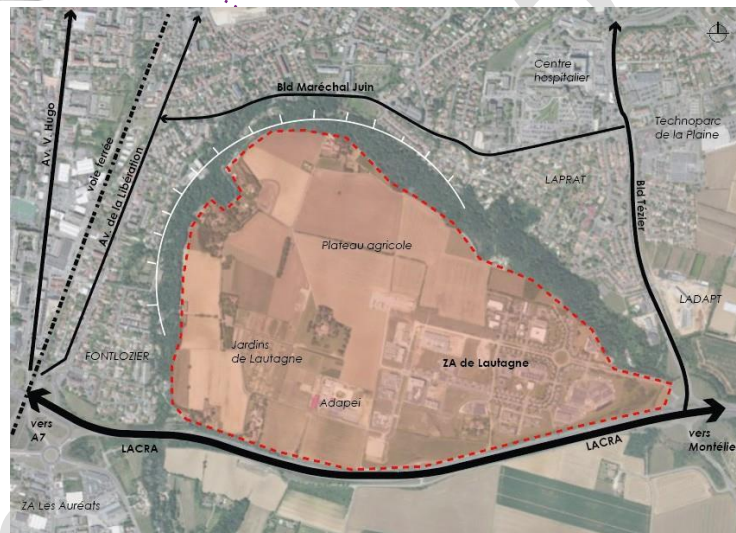 Centre
hospitalier
Bld Maréchal Juin
Technoparc
de la Plaine
Av. V. Hugo
voie ferrée
Av. de la Libération
LAPRAT
Bld Tézier
Plateau agricole
LADAPT
Jardins
de Lautagne
FONTLOZIER
ZA de Lautagne
Adapei
vers
A7
LACRA
LACRA
vers
Montélie
ZA Les Auréats